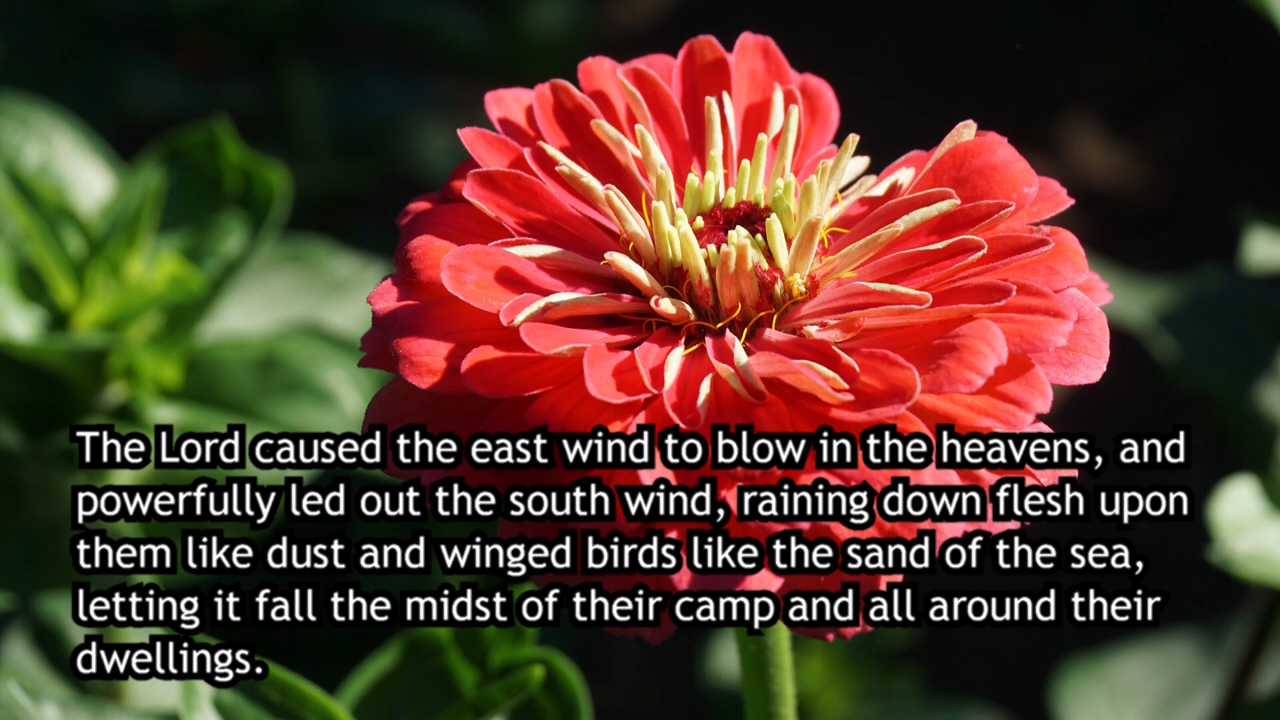 The Lord caused the east wind to blow in the heavens, and
powerfully led out the south wind, raining down flesh upon
them like dust and winged birds like the sand of the sea,
letting it fall the midst of their camp and all around their
dwellings.